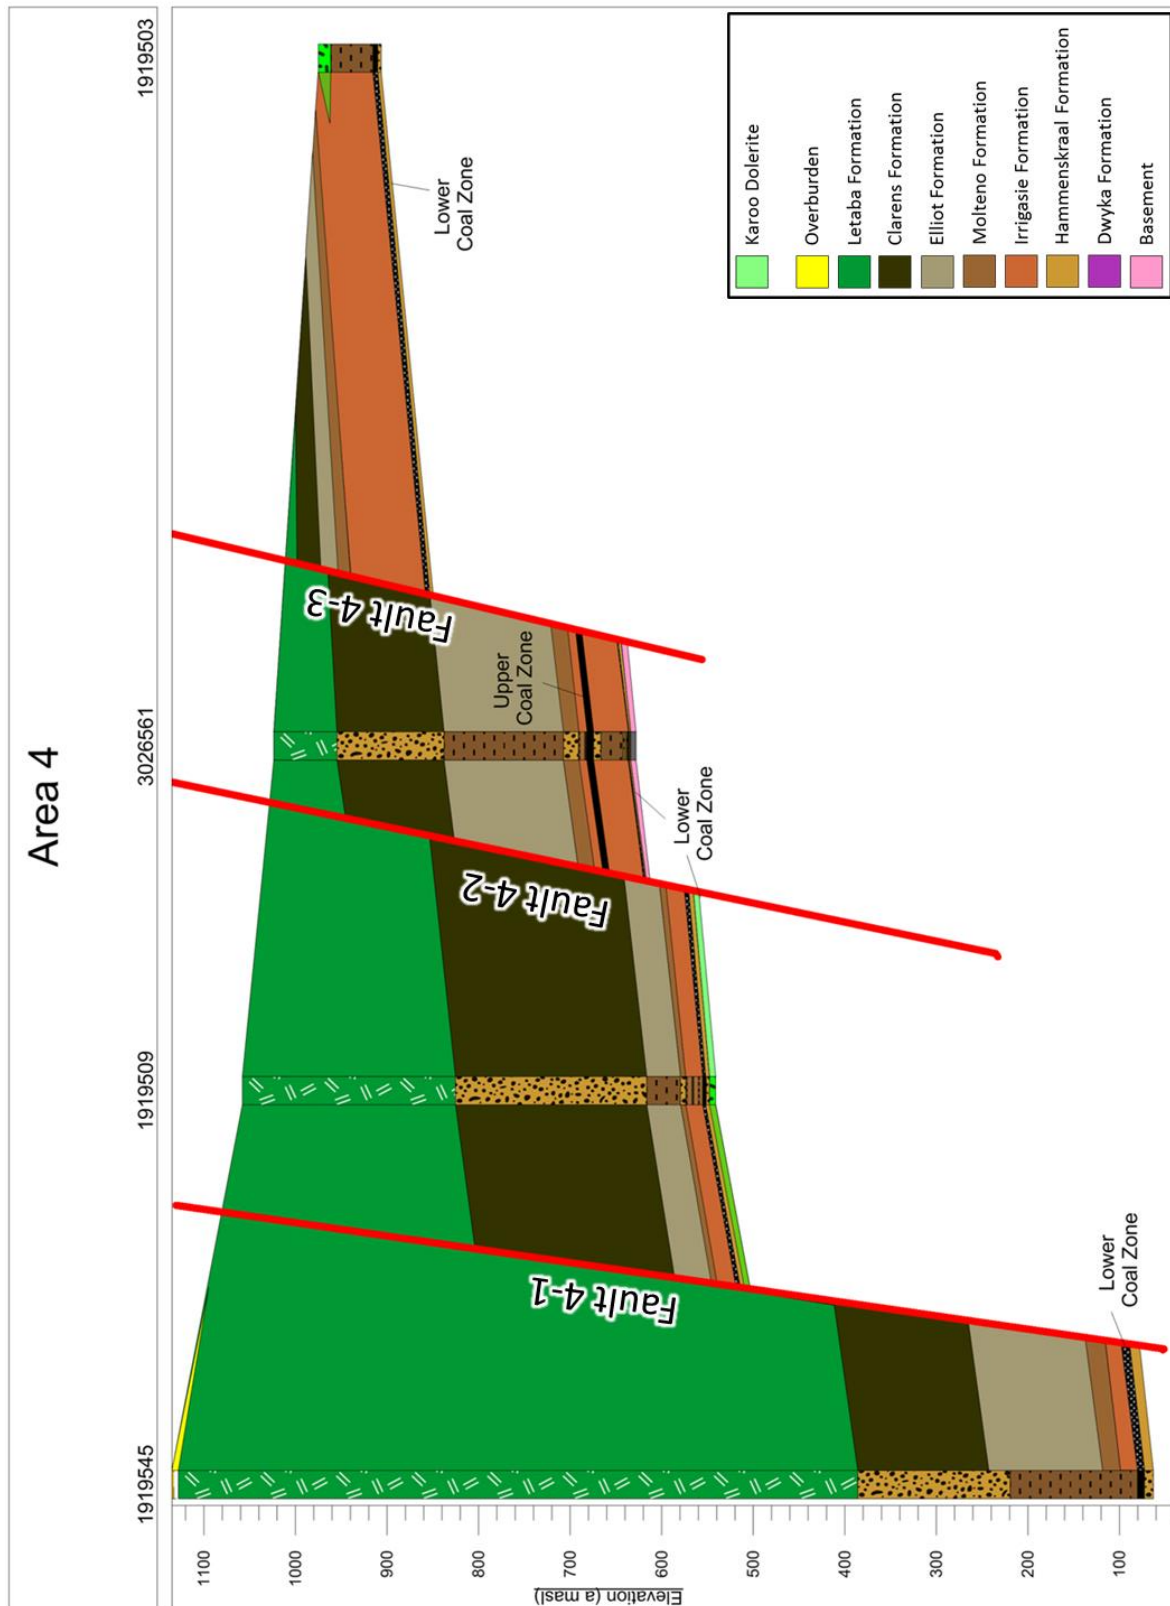 Area 4
1919545
1919509
3026561
1919503
1100
1000
900
800
700
600
500
400
300
200
100
Elevation (a masl)
Fault 4-1
Fault 4-2
Fault 4-3
Lower
Coal Zone
Lower
Coal Zone
Upper
Coal Zone
Lower
Coal Zone
Karoo Dolerite
Overburden
Letaba Formation
Clarens Formation
Elliot Formation
Molteno Formation
Irrigasie Formation
Hammenskraal Formation
Dwyka Formation
Basement